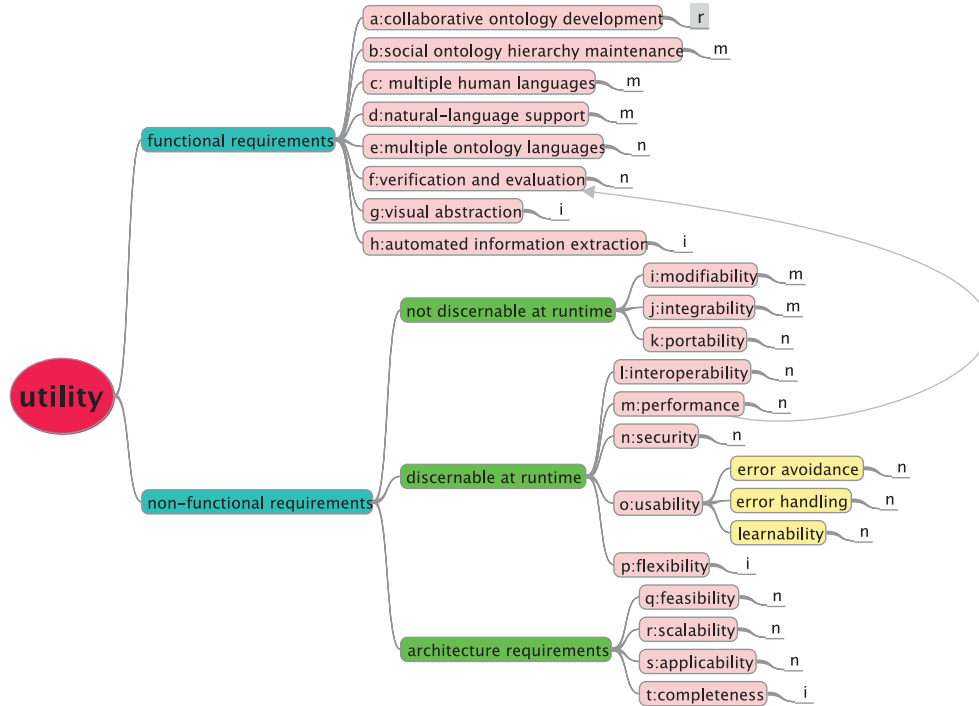 utility
functional requirements
a:collaborative ontology development r
b:social ontology hierarchy maintenance m
c: multiple human languages m
d:natural-language support m
e:multiple ontology languages n
f:verification and evaluation n
g:visual abstraction i
h:automated information extraction i
non-functional requirements
not discernable at runtime
i:modifiability m
j:integrability m
k:portability n
discernable at runtime
l:interoperability n
m:performance n
n:security n
o:usability
error avoidance n
error handling n
learnability n
p:flexibility i
architecture requirements
q:feasibility n
r:scalability n
s:applicability n
t:completeness i